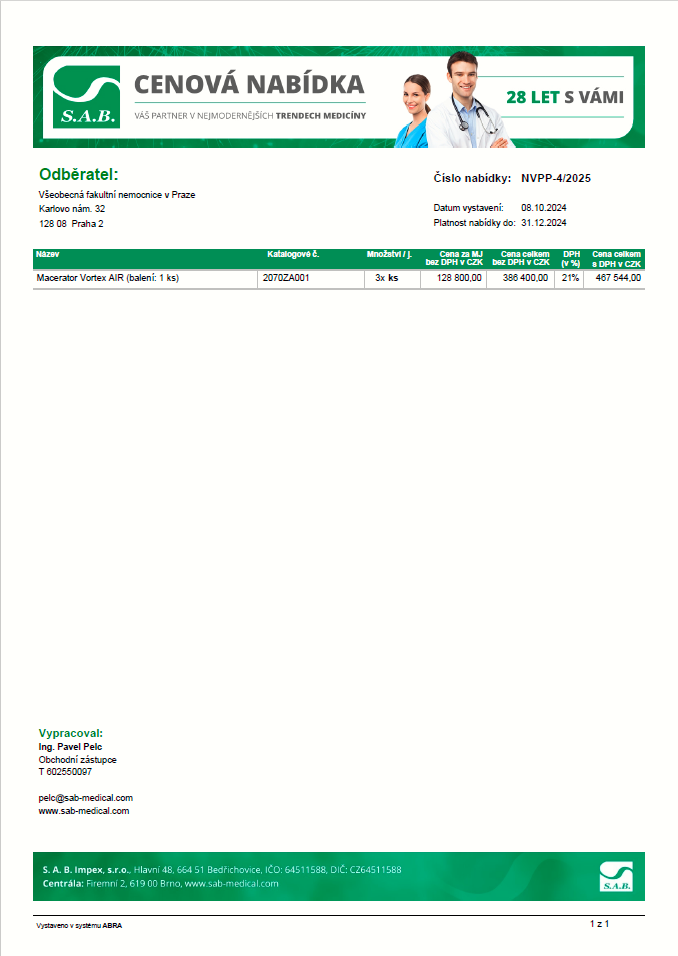 S.A.B.
CENOVÁ NABÍDKA
VÁŠ PARTNER V NEJMODERNĚJŠÍCH TRENDECH MEDICÍNY
28 LET S VÁMI
Odběratel:
Všeobecná fakultní nemocnice v Praze
Karlovo nám. 32
128 08 Praha 2
Číslo nabídky: NVPP-4/2025
Datum vystavení: 08.10.2024
Platnost nabídky do: 31.12.2024
Název Katalogové č. Množství / j. Cena za MJ bez DPH v CZK Cena celkem bez DPH v CZK DPH (v %) Cena celkem s DPH v CZK
Macerator Vortex AIR (balení: 1 ks) 2070ZA001 3x ks 128 800,00 386 400,00 21% 467 544,00
Vypracoval:
Ing. Pavel Pelc
Obchodní zástupce
T 602550097
pelc@sab-medical.com
www.sab-medical.com
S. A. B. Impex, s.r.o., Hlavní 48, 664 51 Bedřichovice, IČO: 64511588, DIČ: CZ64511588
Centrála: Firemní 2, 619 00 Brno, www.sab-medical.com
S.A.B.
Vystaveno v systému ABRA
1 z 1